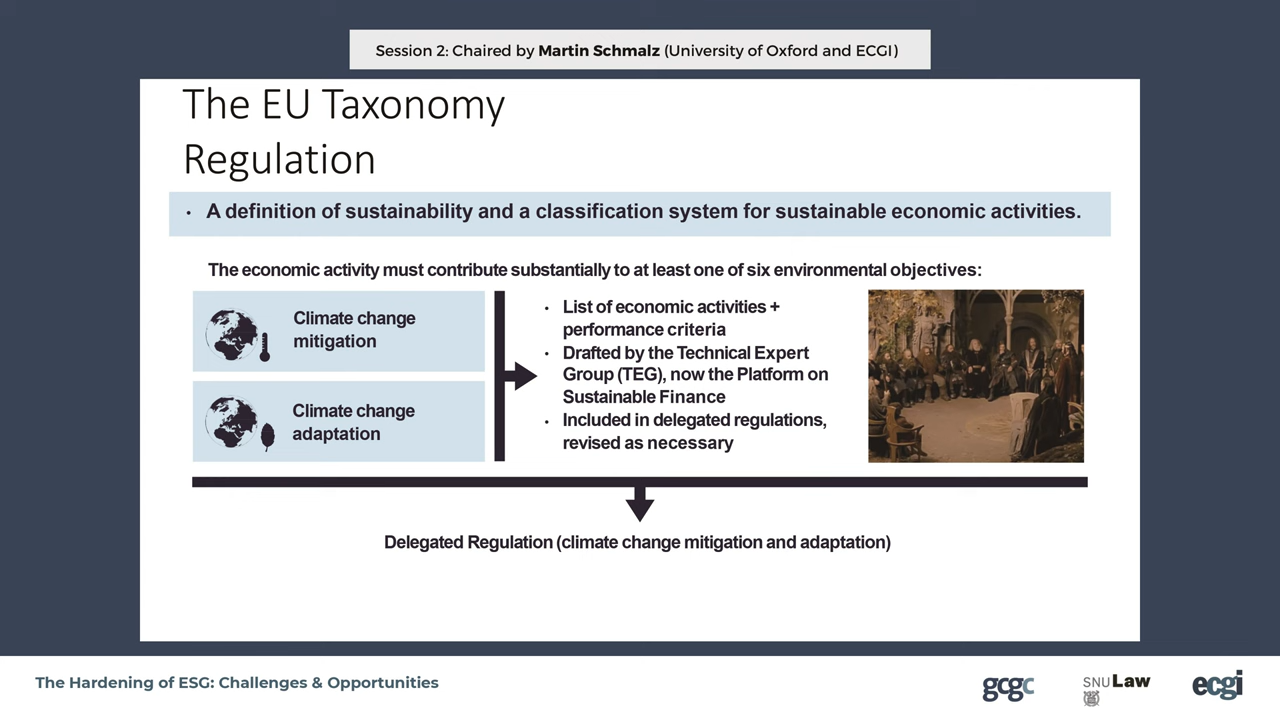 Session 2: Chaired by Martin Schmalz (University of Oxford and ECGI)
The EU Taxonomy
Regulation
• A definition of sustainability and a classification system for sustainable economic activities.
The economic activity must contribute substantially to at least one of six environmental objectives:
Climate change
mitigation
Climate change
adaptation
• List of economic activities +
performance criteria
• Drafted by the Technical Expert
Group (TEG), now the Platform on
Sustainable Finance
• Included in delegated regulations,
revised as necessary
Delegated Regulation (climate change mitigation and adaptation)
The Hardening of ESG: Challenges & Opportunities
gcgc
SNU Law
ecgi